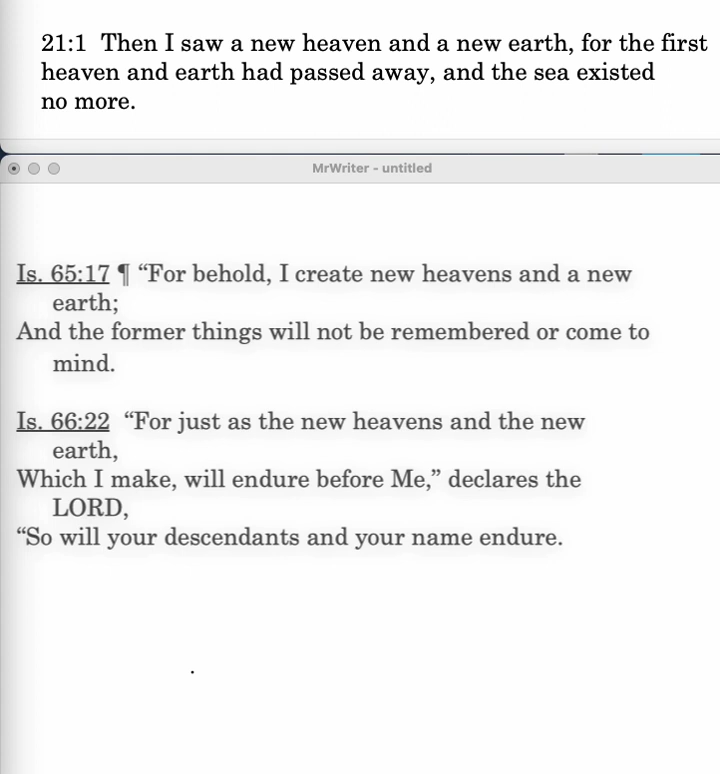 21:1  Then I saw a new heaven and a new earth, for the first
heaven and earth had passed away, and the sea existed
no more.
MrWriter - untitled
Is. 65:17 ¶ “For behold, I create new heavens and a new
earth;
And the former things will not be remembered or come to
mind.
Is. 66:22  “For just as the new heavens and the new
earth,
Which I make, will endure before Me,” declares the
LORD,
“So will your descendants and your name endure.
.